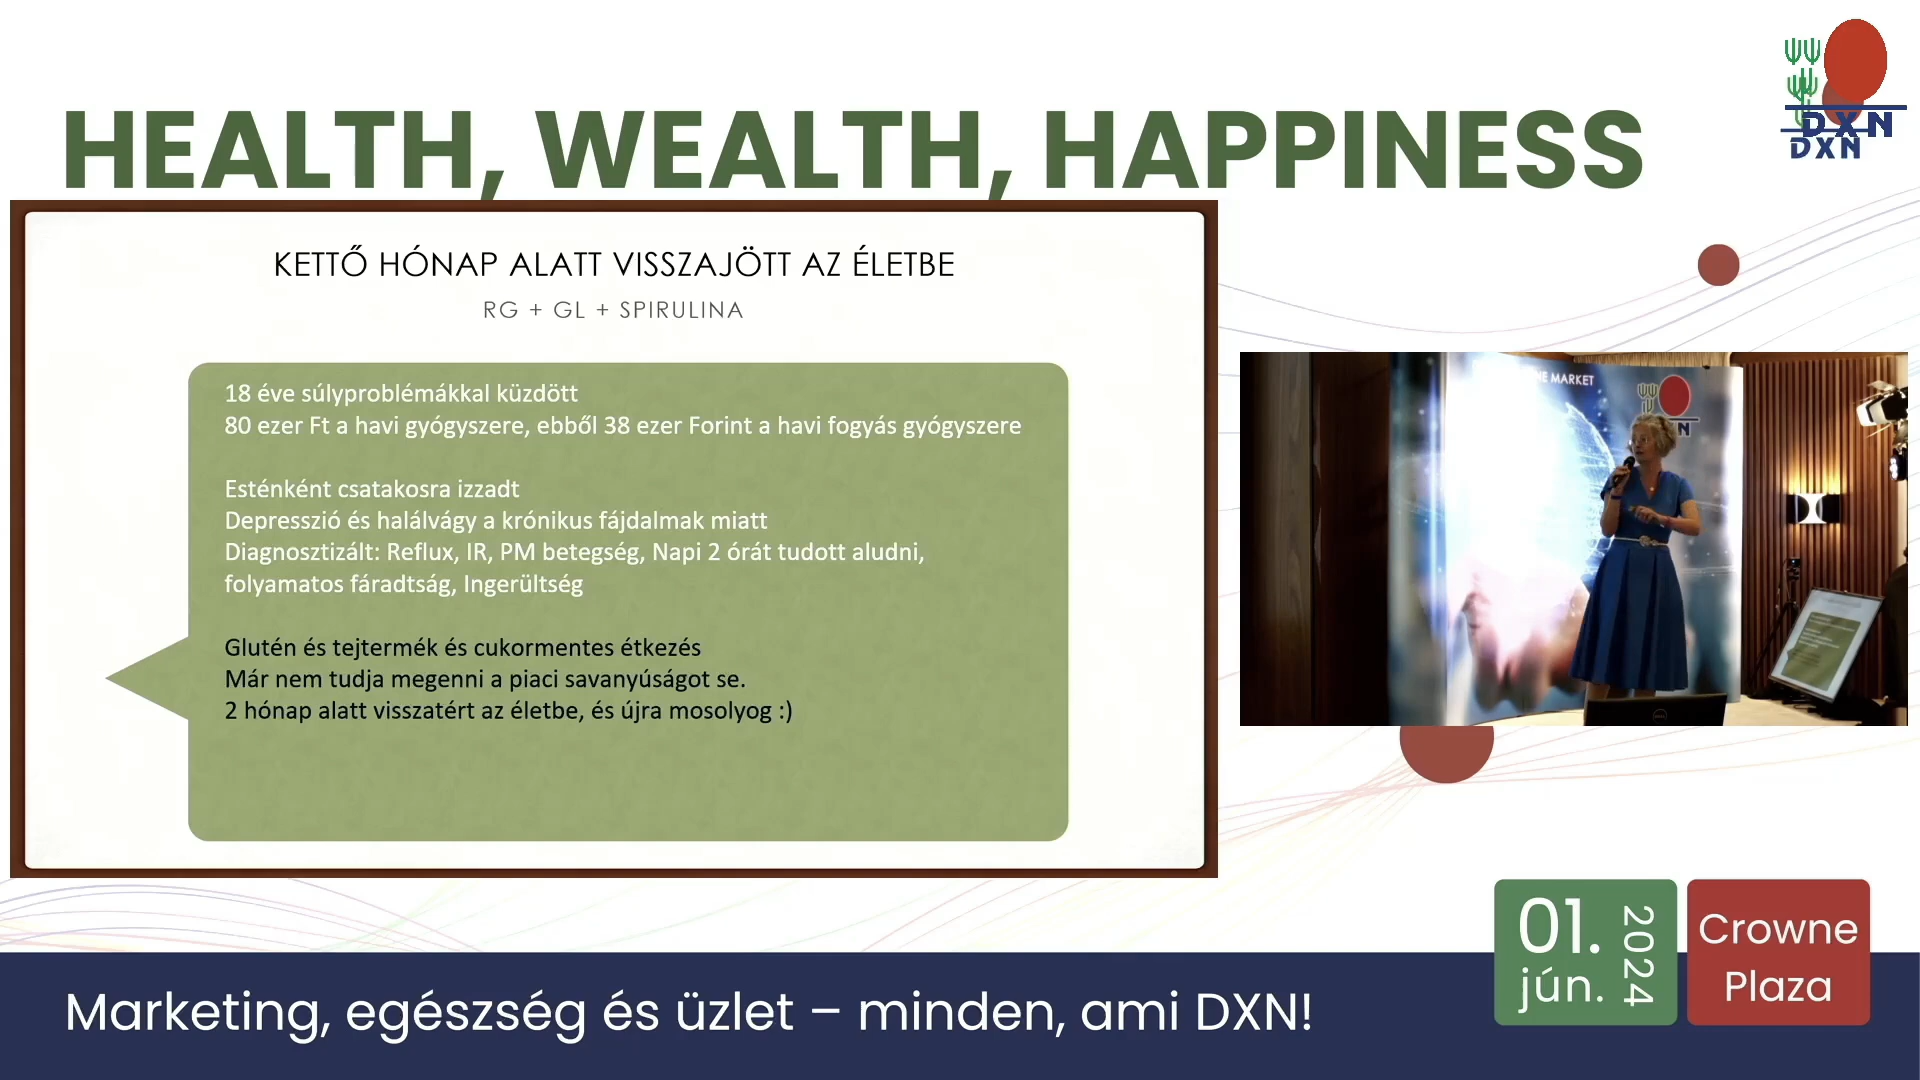 HEALTH, WEALTH, HAPPINESS
DXN
DXN
KETTŐ HÓNAP ALATT VISSZAJÖTT AZ ÉLETBE
RG + GL + SPIRULINA
18 éve súlyproblémákkal küzdött
80 ezer Ft a havi gyógyszere, ebből 38 ezer Forint a havi fogyás gyógyszere
Esténként csatakosra izzadt
Depresszió és halálvágy a krónikus fájdalmak miatt
Diagnosztizált: Reflux, IR, PM betegség, Napi 2 órát tudott aludni,
folyamatos fáradtság, Ingerültség
Glutén és tejtermék és cukormentes étkezés
Már nem tudja megenni a piaci savanyúságot se.
2 hónap alatt visszatért az életbe, és újra mosolyog :)
MARKET
01.
jún.
2024
Crowne
Plaza
Marketing, egészség és üzlet – minden, ami DXN!